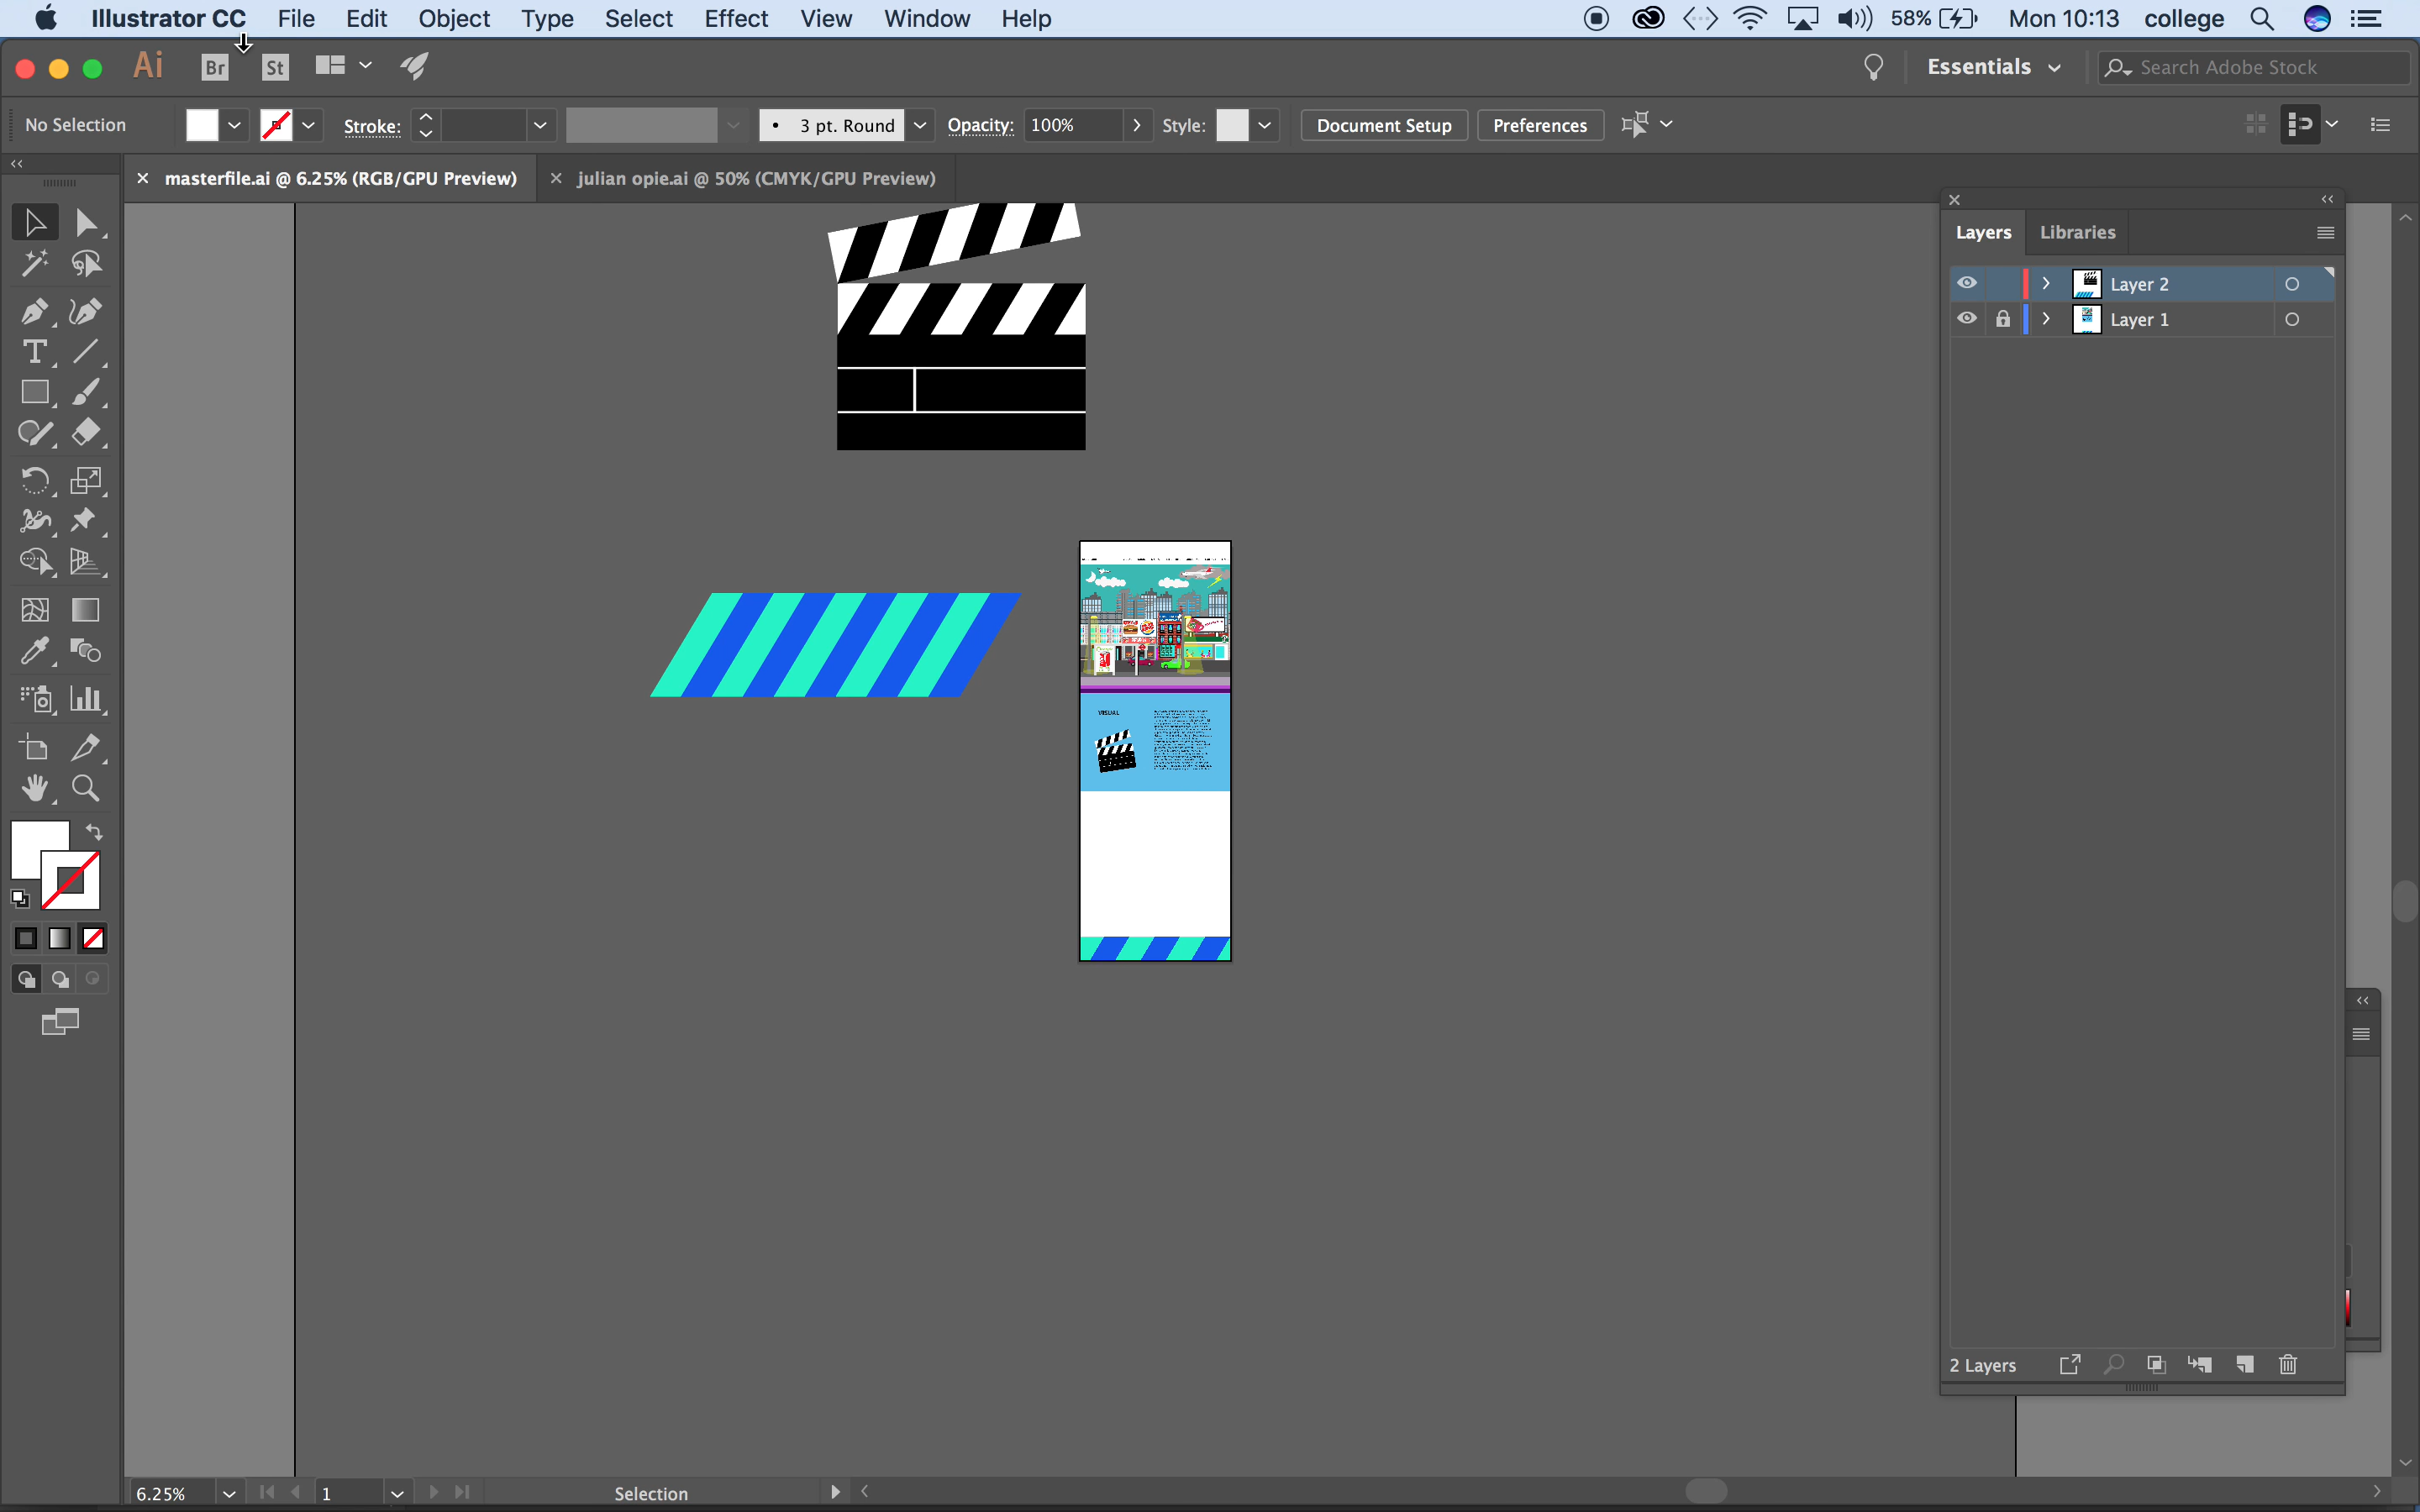 Illustrator CC File Edit Object Type Select Effect View Window Help 58% Mon 10:13 college
Ai Br St Essentials Search Adobe Stock
No Selection Stroke: 3 pt. Round Opacity: 100% Style: Document Setup Preferences
masterfile.ai @ 6.25% (RGB/GPU Preview) julian opie.ai @ 50% (CMYK/GPU Preview)
Layers Libraries
Layer 2
Layer 1
VISUAL
2 Layers
6.25% 1 Selection